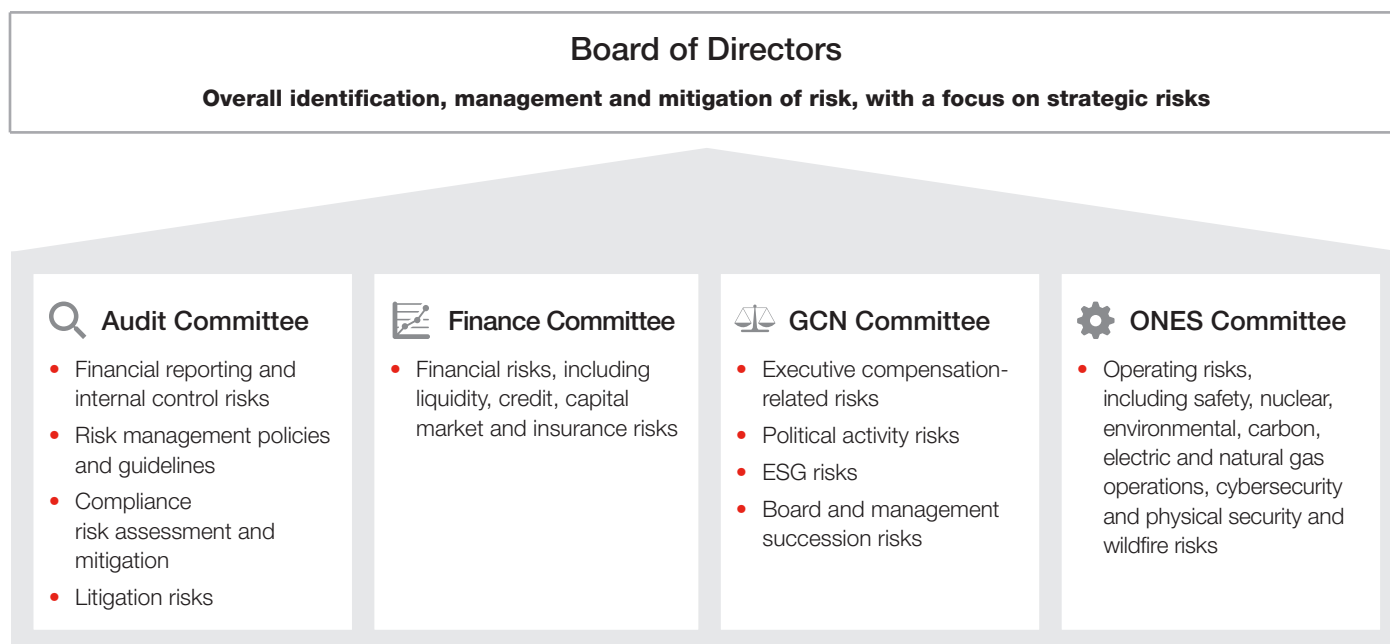 Board of Directors
Overall identification, management and mitigation of risk, with a focus on strategic risks
Audit Committee
• Financial reporting and
internal control risks
• Risk management policies
and guidelines
• Compliance
risk assessment and
mitigation
• Litigation risks
Finance Committee
• Financial risks, including
liquidity, credit, capital
market and insurance risks
GCN Committee
• Executive compensation-
related risks
• Political activity risks
• ESG risks
• Board and management
succession risks
ONES Committee
• Operating risks,
including safety, nuclear,
environmental, carbon,
electric and natural gas
operations, cybersecurity
and physical security and
wildfire risks